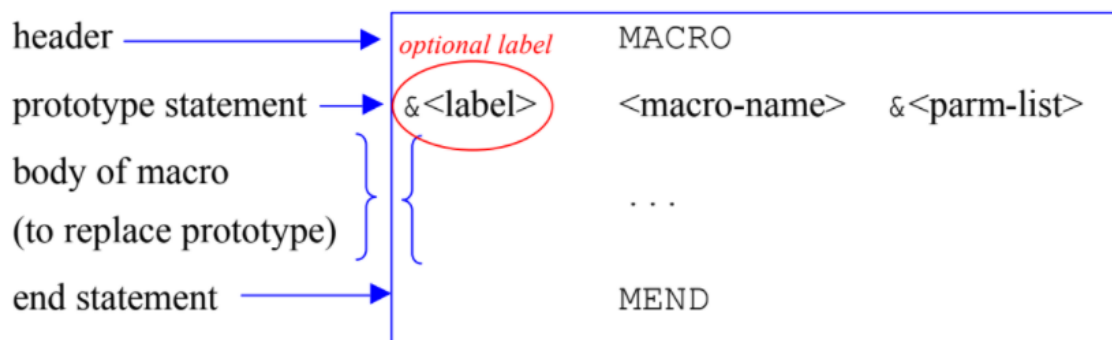 header
optional label
MACRO
prototype statement
&<label>
<macro-name>
&<parm-list>
body of macro
(to replace prototype)
...
end statement
MEND